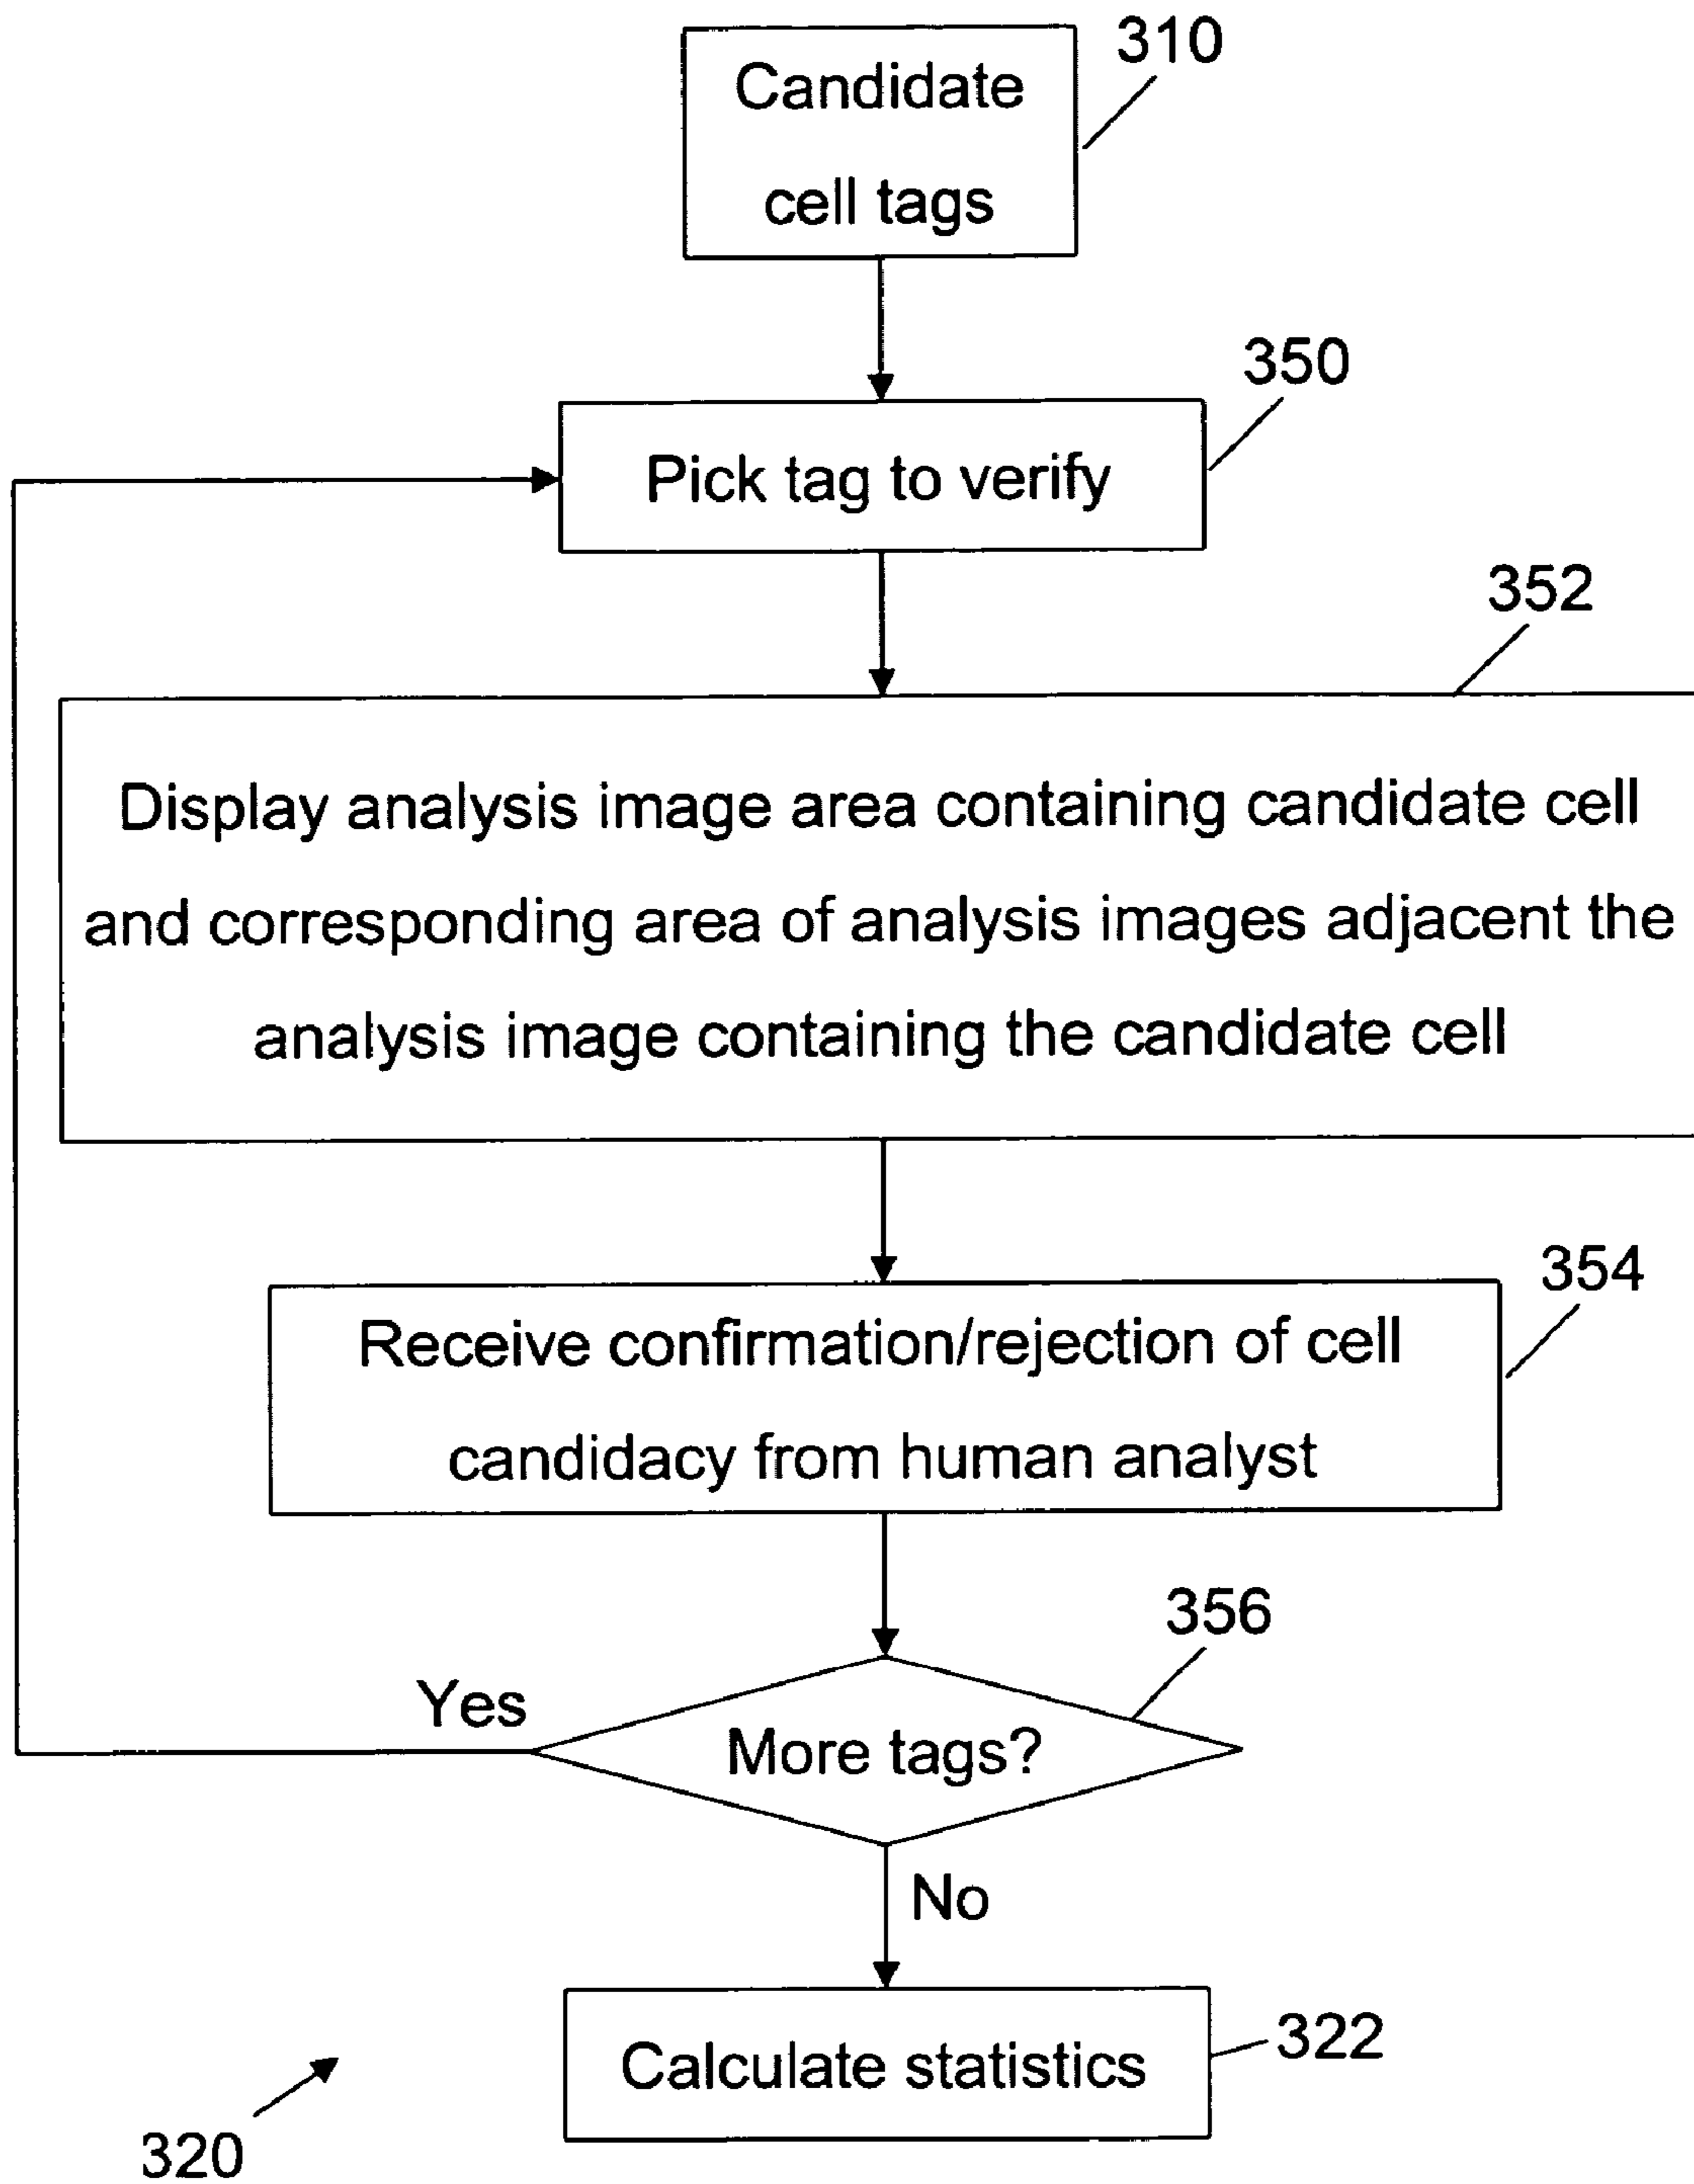 310
Candidate
cell tags
350
Pick tag to verify
352
Display analysis image area containing candidate cell
and corresponding area of analysis images adjacent the
analysis image containing the candidate cell
354
Receive confirmation/rejection of cell
candidacy from human analyst
356
Yes
More tags?
No
322
Calculate statistics
320